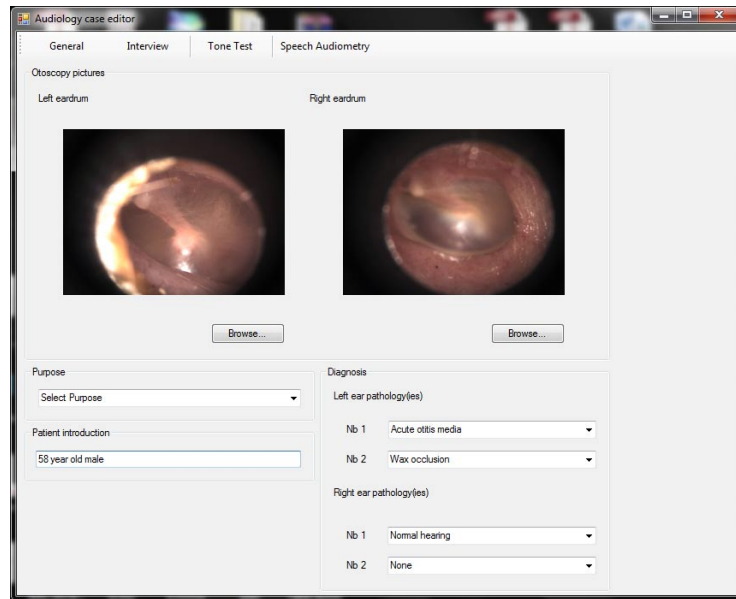 Audiology case editor
General Interview Tone Test Speech Audiometry
Otoscopy pictures
Left eardrum Right eardrum
Browse... Browse...
Purpose
Select Purpose
Patient introduction
58 year old male
Diagnosis
Left ear pathology(ies)
Nb 1 Acute otitis media
Nb 2 Wax occlusion
Right ear pathology(ies)
Nb 1 Normal hearing
Nb 2 None